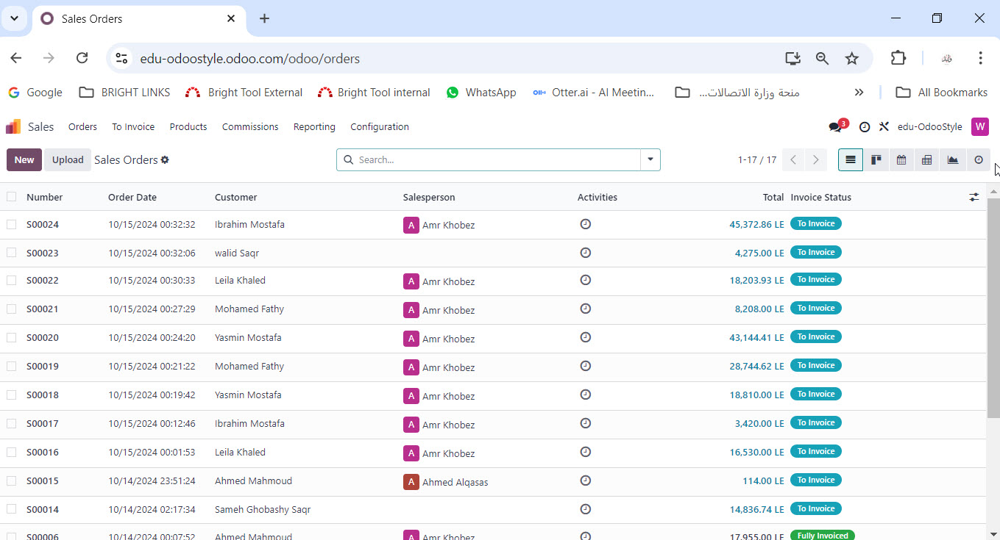 Sales Orders
edu-odoostyle.odoo.com/odoo/orders
Google BRIGHT LINKS Bright Tool External Bright Tool internal WhatsApp Otter.ai - AI Meetin... منحة وزارة الاتصالات... All Bookmarks
Sales Orders To Invoice Products Commissions Reporting Configuration 3 edu-OdooStyle W
New Upload Sales Orders Search... 1-17 / 17
Number Order Date Customer Salesperson Activities Total Invoice Status
S00024 10/15/2024 00:32:32 Ibrahim Mostafa A Amr Khobez 45,372.86 LE To Invoice
S00023 10/15/2024 00:32:06 walid Saqr 4,275.00 LE To Invoice
S00022 10/15/2024 00:30:33 Leila Khaled A Amr Khobez 18,203.93 LE To Invoice
S00021 10/15/2024 00:27:29 Mohamed Fathy A Amr Khobez 8,208.00 LE To Invoice
S00020 10/15/2024 00:24:20 Yasmin Mostafa A Amr Khobez 43,144.41 LE To Invoice
S00019 10/15/2024 00:21:22 Mohamed Fathy A Amr Khobez 28,744.62 LE To Invoice
S00018 10/15/2024 00:19:42 Yasmin Mostafa A Amr Khobez 18,810.00 LE To Invoice
S00017 10/15/2024 00:12:46 Ibrahim Mostafa A Amr Khobez 3,420.00 LE To Invoice
S00016 10/15/2024 00:01:53 Leila Khaled A Amr Khobez 16,530.00 LE To Invoice
S00015 10/14/2024 23:51:24 Ahmed Mahmoud A Ahmed Alqasas 114.00 LE To Invoice
S00014 10/14/2024 02:17:34 Sameh Ghobashy Saqr 14,836.74 LE To Invoice
S00006 10/14/2024 00:07:52 Ahmed Mahmoud A Amr Khobez 17,955.00 LE Fully Invoiced